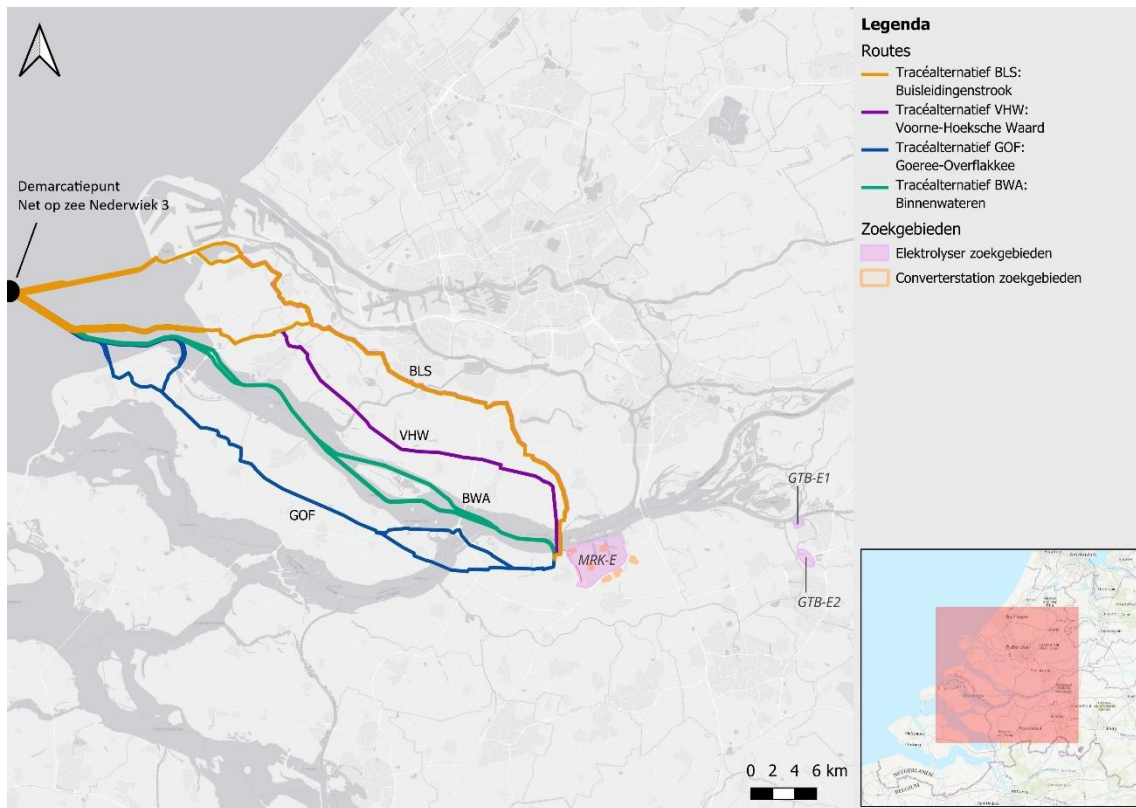 Demarcatiepunt
Net op zee Nederwiek 3
BLS
VHW
BWA
GOF
MRK-E
GTB-E1
GTB-E2
0 2 4 6 km
Legenda
Routes
Tracéalternatief BLS:
Buisleidingenstrook
Tracéalternatief VHW:
Voorne-Hoeksche Waard
Tracéalternatief GOF:
Goeree-Overflakkee
Tracéalternatief BWA:
Binnenwateren
Zoekgebieden
Elektrolyser zoekgebieden
Converterstation zoekgebieden
NETHERLANDS
BELGIUM